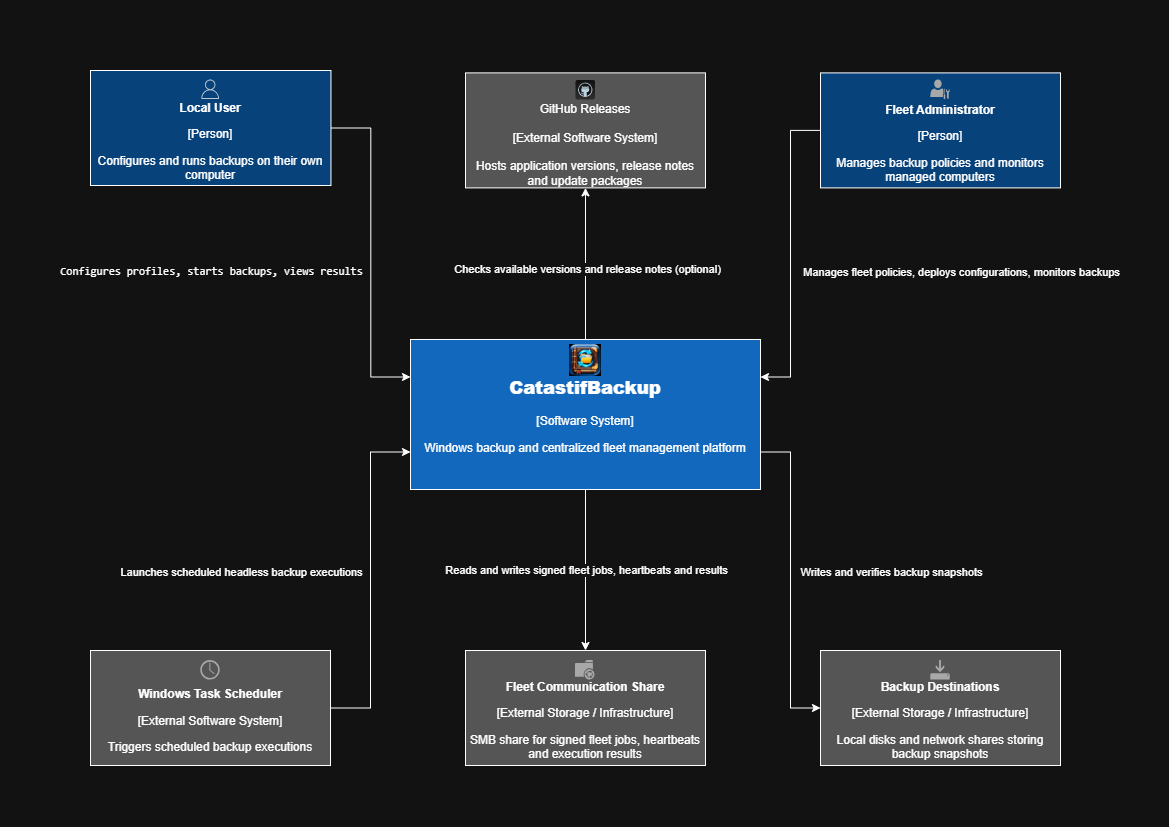 Local User
[Person]
Configures and runs backups on their own
computer
GitHub Releases
[External Software System]
Hosts application versions, release notes
and update packages
Fleet Administrator
[Person]
Manages backup policies and monitors
managed computers
Configures profiles, starts backups, views results
Checks available versions and release notes (optional)
Manages fleet policies, deploys configurations, monitors backups
CatastifBackup
[Software System]
Windows backup and centralized fleet management platform
Launches scheduled headless backup executions
Reads and writes signed fleet jobs, heartbeats and results
Writes and verifies backup snapshots
Windows Task Scheduler
[External Software System]
Triggers scheduled backup executions
Fleet Communication Share
[External Storage / Infrastructure]
SMB share for signed fleet jobs, heartbeats
and execution results
Backup Destinations
[External Storage / Infrastructure]
Local disks and network shares storing
backup snapshots